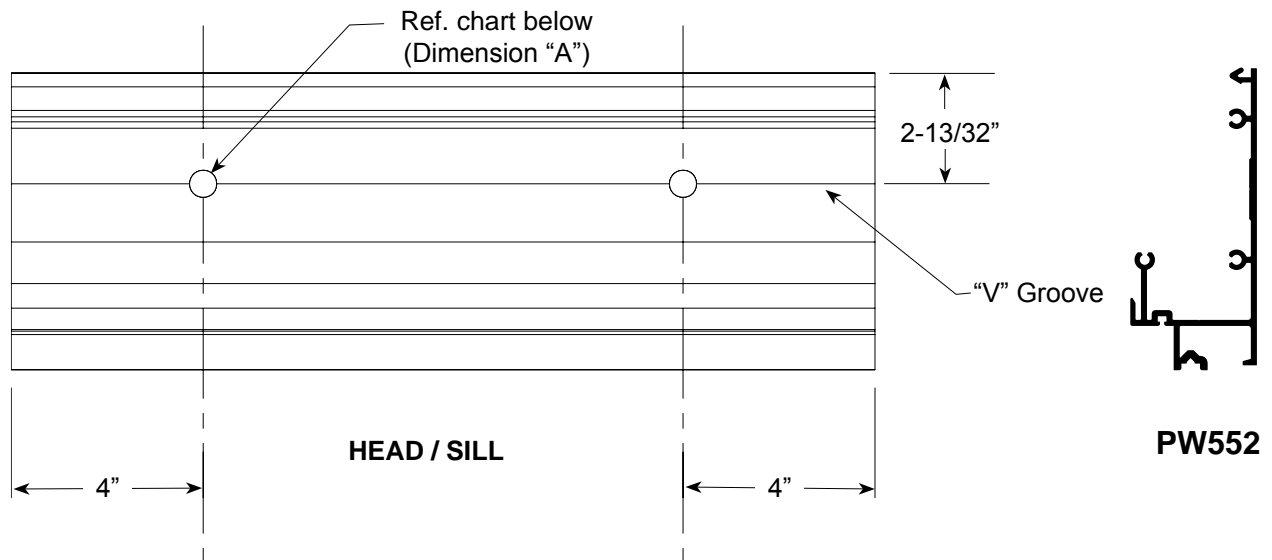 Ref. chart below
(Dimension “A”)
2-13/32”
“V” Groove
HEAD / SILL
PW552
4”
4”